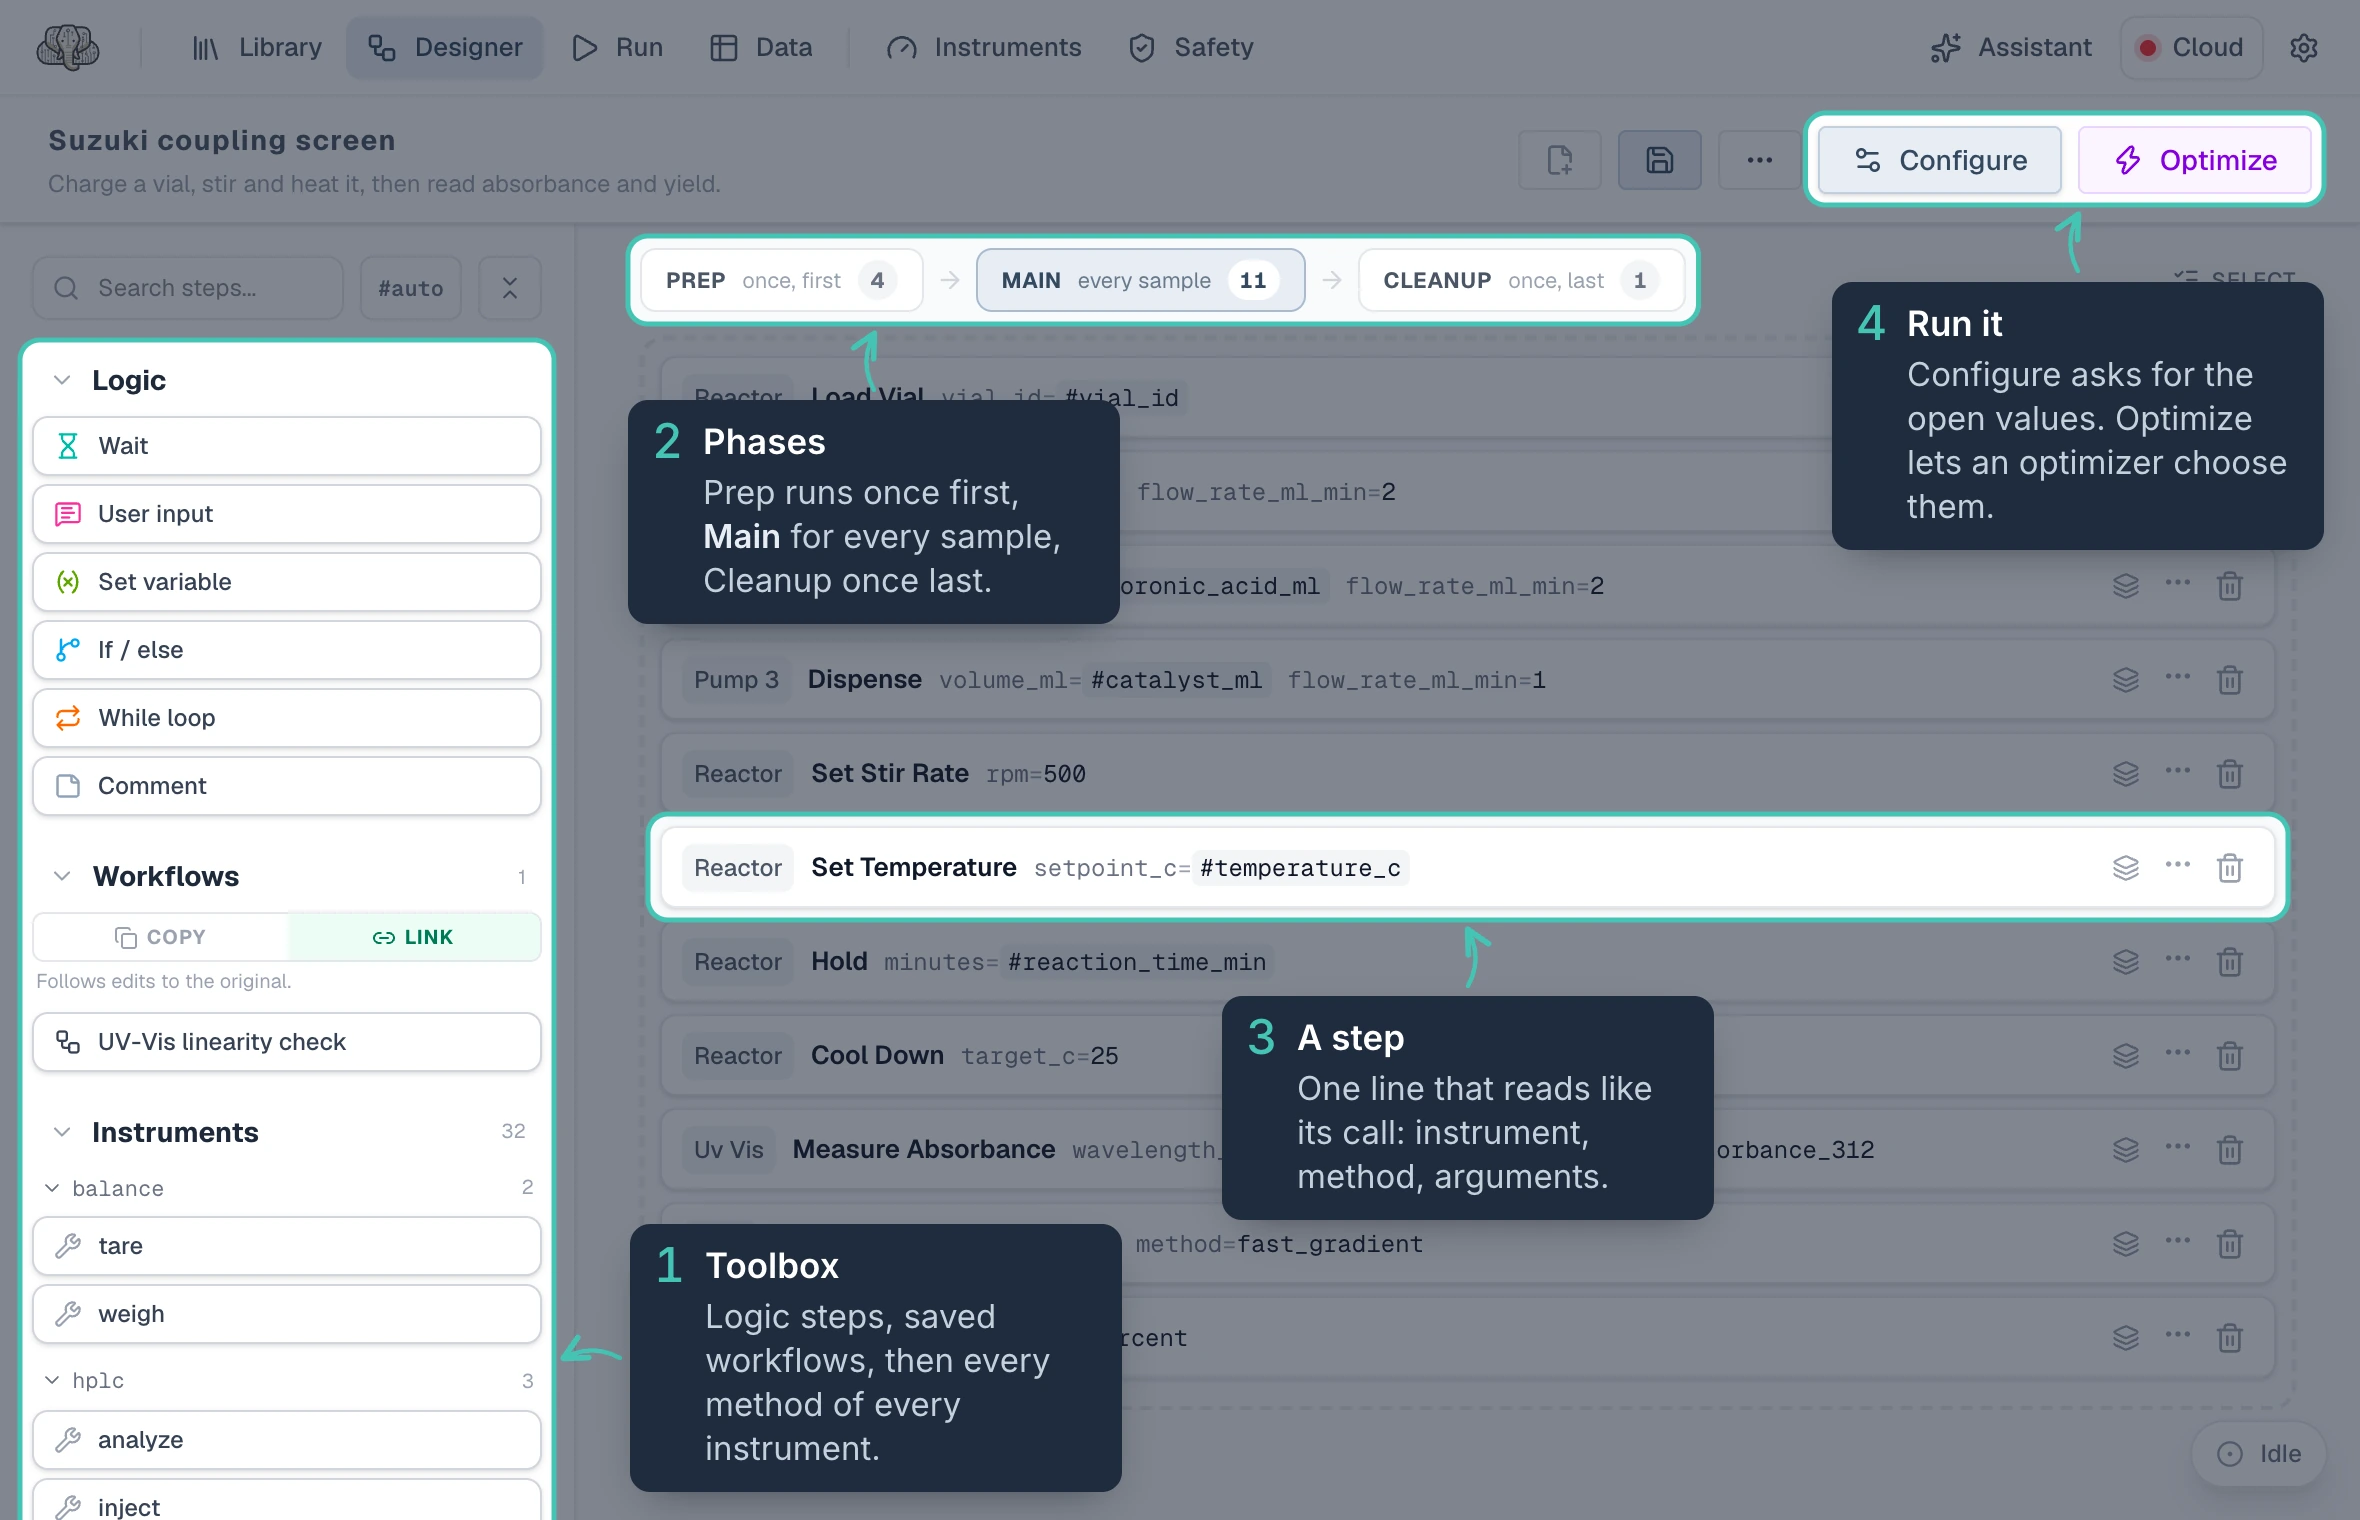 Library Designer Run Data Instruments Safety Assistant Cloud
Suzuki coupling screen
Charge a vial, stir and heat it, then read absorbance and yield.
Configure Optimize
Search steps... #auto
PREP once, first 4 MAIN every sample 11 CLEANUP once, last 1
SELECT
Logic
Wait
User input
Set variable
If / else
While loop
Comment
Workflows 1
COPY LINK
Follows edits to the original.
UV-Vis linearity check
Instruments 32
balance 2
tare
weigh
hplc 3
analyze
inject
Reactor Load Vial vial_id= #vial_id
flow_rate_ml_min=2
oronic_acid_ml flow_rate_ml_min=2
Pump 3 Dispense volume_ml= #catalyst_ml flow_rate_ml_min=1
Reactor Set Stir Rate rpm=500
Reactor Set Temperature setpoint_c= #temperature_c
Reactor Hold minutes= #reaction_time_min
Reactor Cool Down target_c=25
Uv Vis Measure Absorbance wavelength_ orbance_312
method=fast_gradient
rcent
2 Phases
Prep runs once first,
Main for every sample,
Cleanup once last.
4 Run it
Configure asks for the
open values. Optimize
lets an optimizer choose
them.
3 A step
One line that reads like
its call: instrument,
method, arguments.
1 Toolbox
Logic steps, saved
workflows, then every
method of every
instrument.
Idle